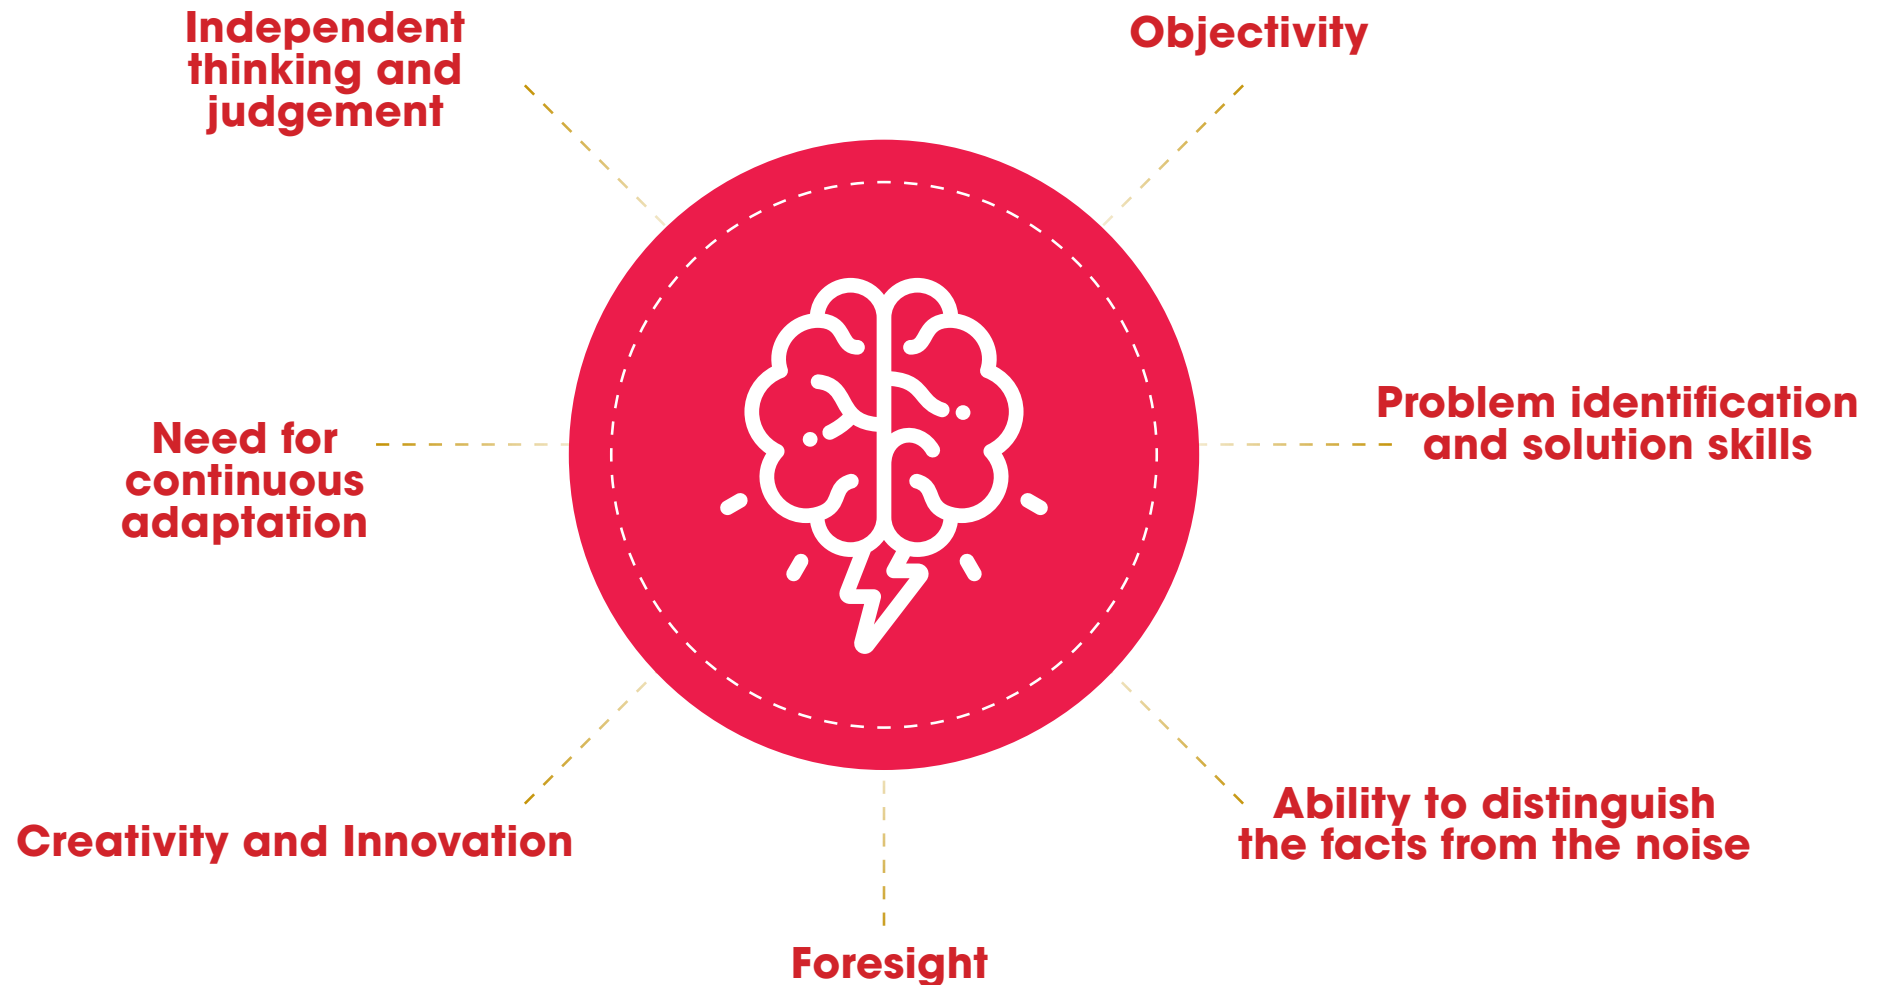 Independent
thinking and
judgement
Objectivity
Need for
continuous
adaptation
Problem identification
and solution skills
Creativity and Innovation
Ability to distinguish
the facts from the noise
Foresight